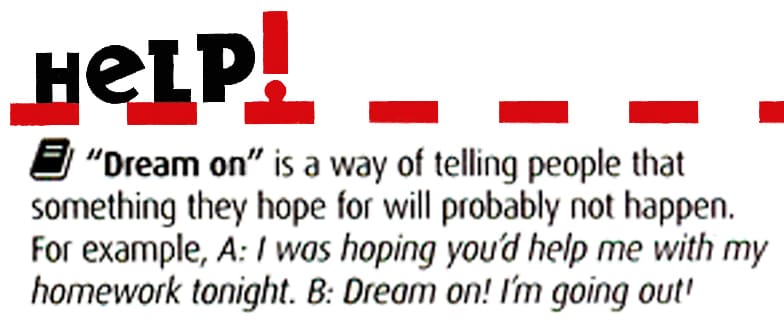 HeLP!
"Dream on" is a way of telling people that
something they hope for will probably not happen.
For example, A: I was hoping you'd help me with my
homework tonight. B: Dream on! I'm going out!